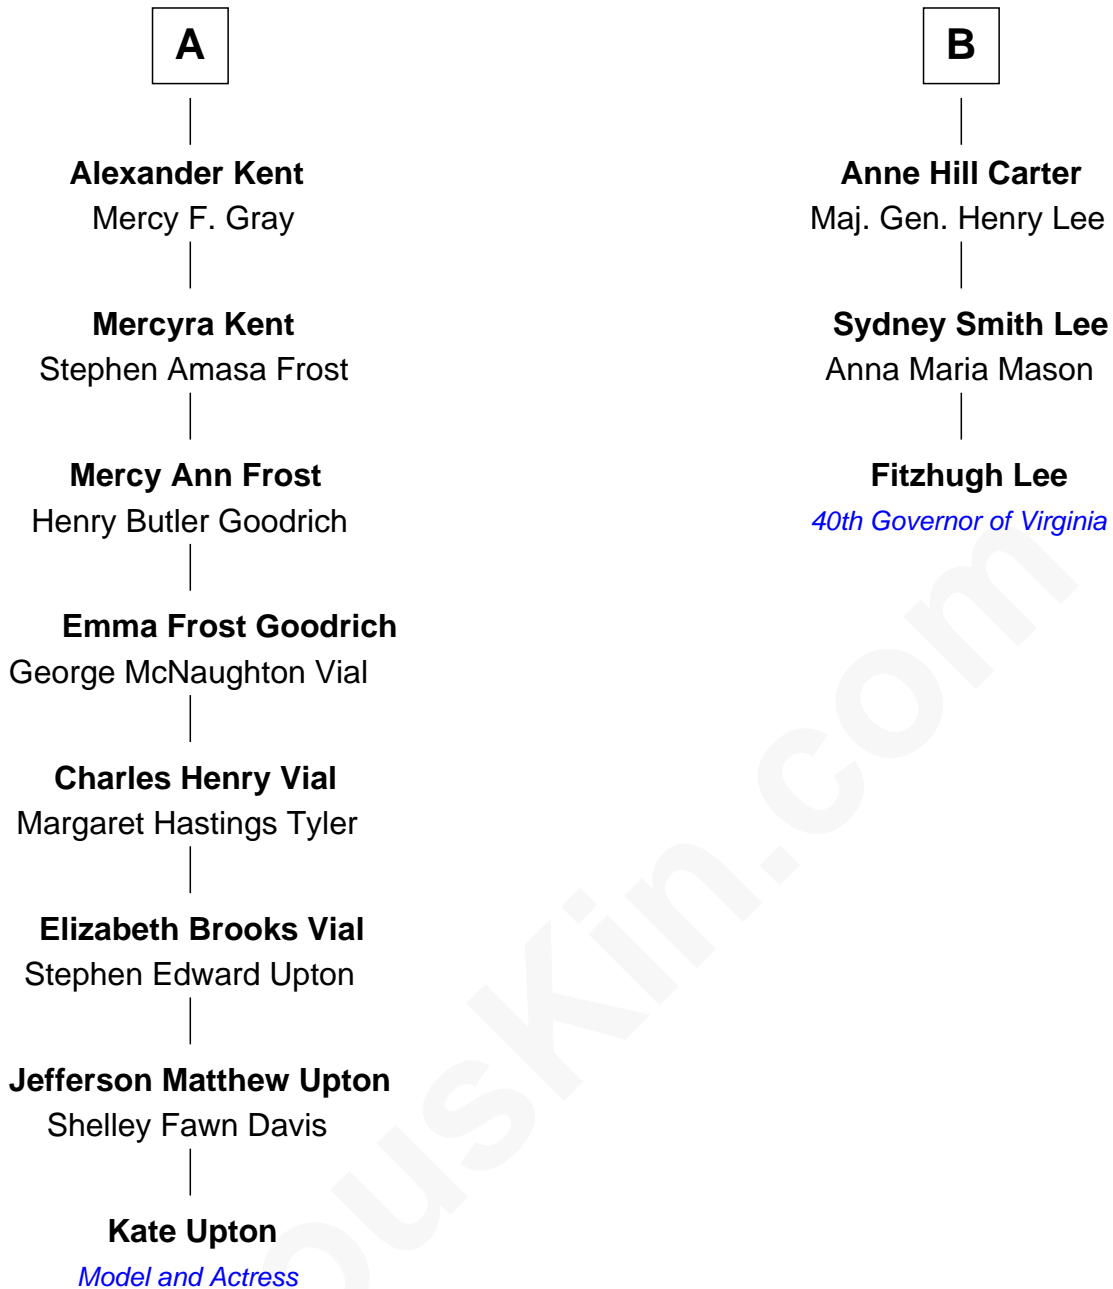 A
Alexander Kent
Mercy F. Gray
Mercyra Kent
Stephen Amasa Frost
Mercy Ann Frost
Henry Butler Goodrich
Emma Frost Goodrich
George McNaughton Vial
Charles Henry Vial
Margaret Hastings Tyler
Elizabeth Brooks Vial
Stephen Edward Upton
Jefferson Matthew Upton
Shelley Fawn Davis
Kate Upton
Model and Actress
B
Anne Hill Carter
Maj. Gen. Henry Lee
Sydney Smith Lee
Anna Maria Mason
Fitzhugh Lee
40th Governor of Virginia
ousKin.com